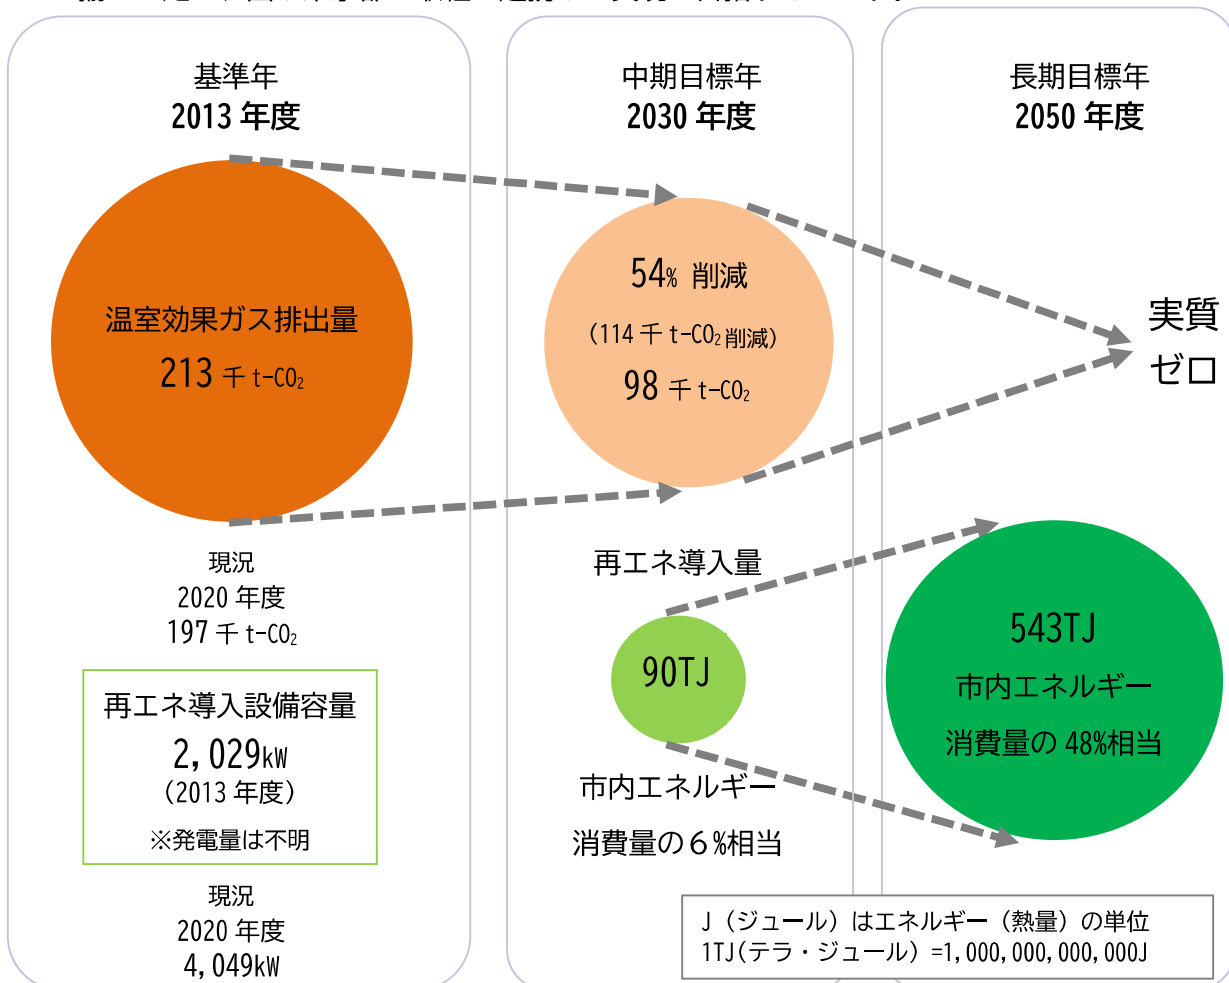 基準年
2013 年度
温室効果ガス排出量
213 千 t-CO₂
現況
2020 年度
197 千 t-CO₂
再エネ導入設備容量
2,029kW
（2013 年度）
※発電量は不明
現況
2020 年度
4,049kW
中期目標年
2030 年度
54% 削減
（114 千 t-CO₂ 削減）
98 千 t-CO₂
再エネ導入量
90TJ
市内エネルギー
消費量の６%相当
長期目標年
2050 年度
実質
ゼロ
543TJ
市内エネルギー
消費量の 48%相当
J（ジュール）はエネルギー（熱量）の単位
1TJ(テラ・ジュール）=1,000,000,000,000J